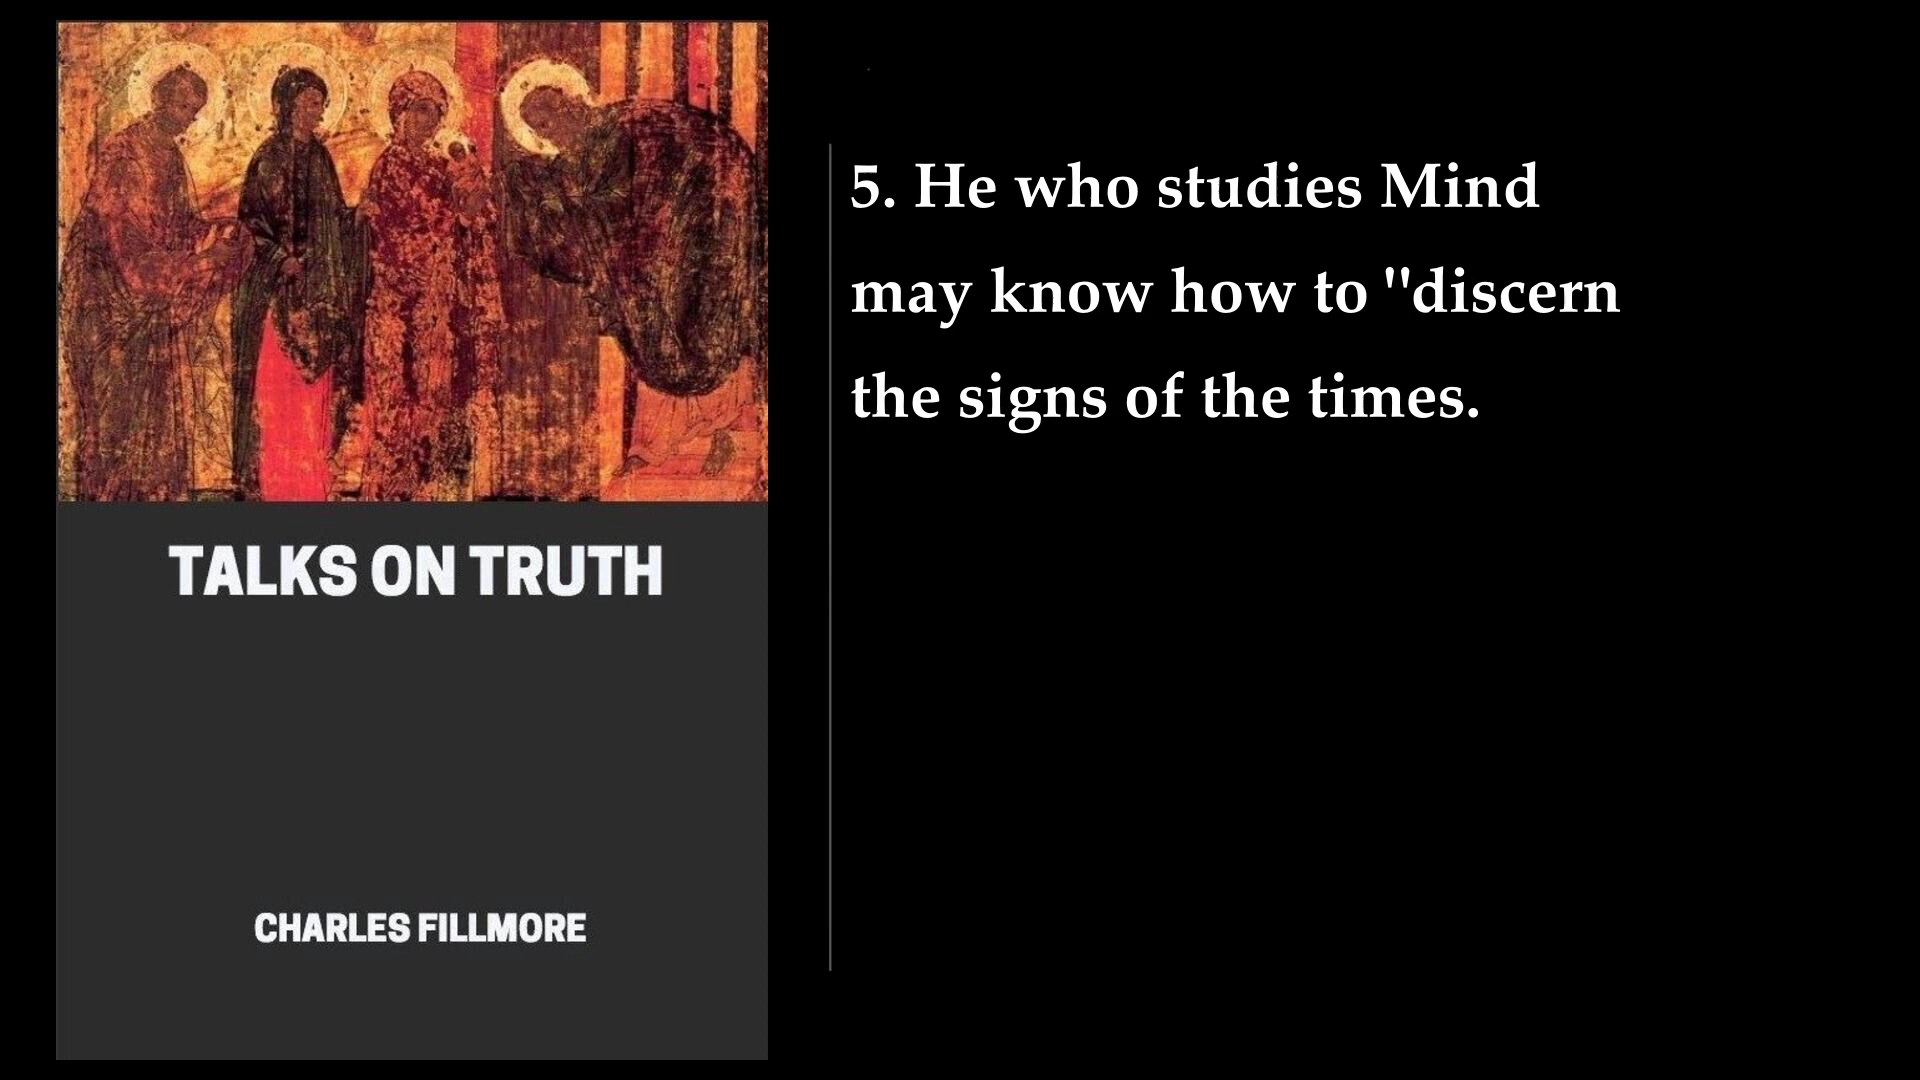 TALKS ON TRUTH
CHARLES FILLMORE
5. He who studies Mind
may know how to "discern
the signs of the times.